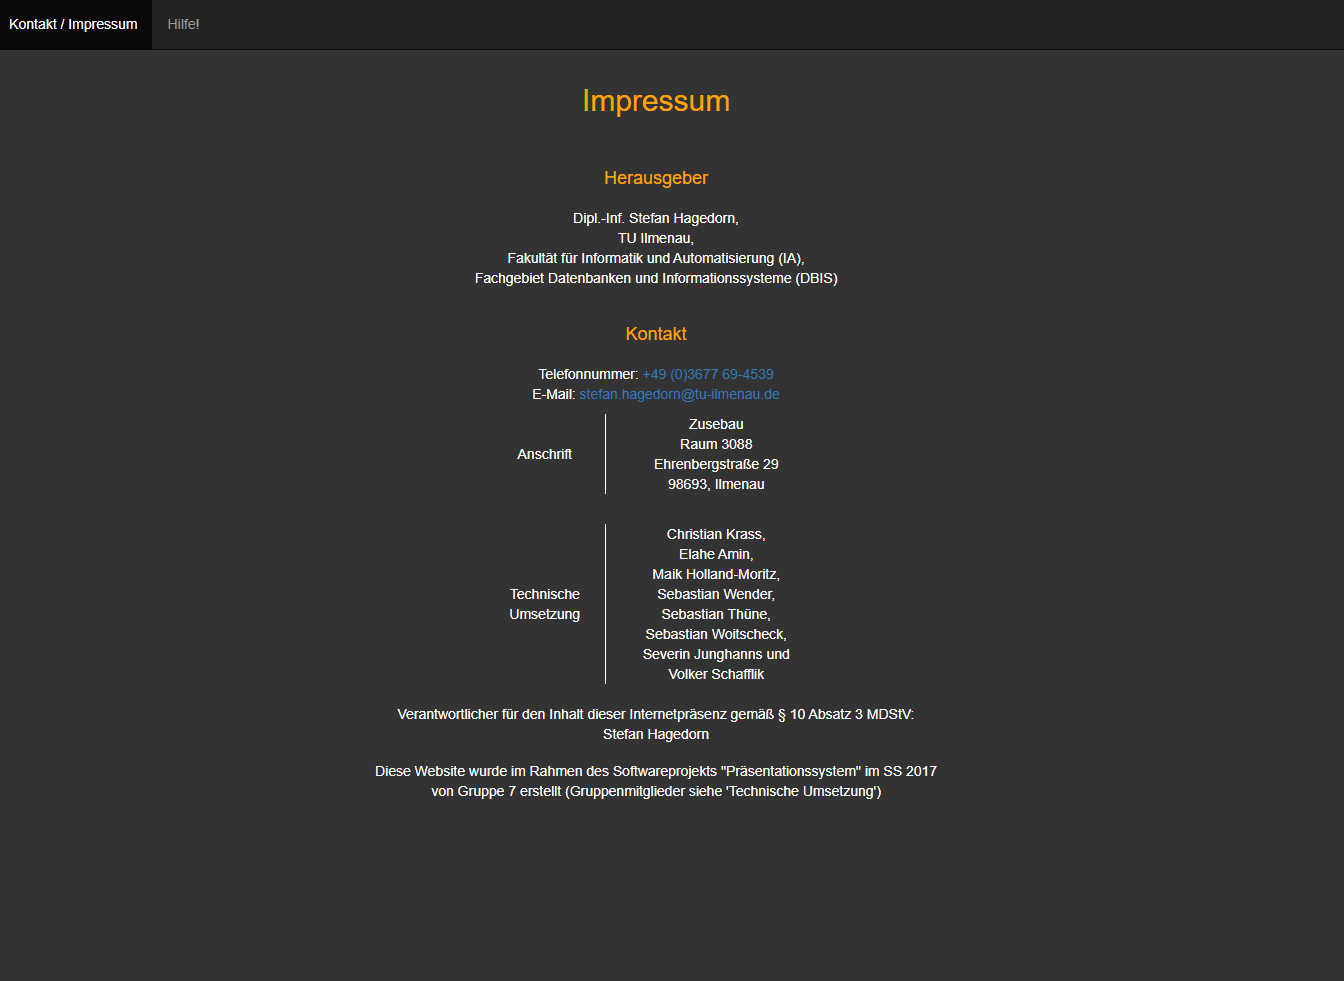 Kontakt / Impressum
Hilfe!
Impressum
Herausgeber
Dipl.-Inf. Stefan Hagedorn,
TU Ilmenau,
Fakultät für Informatik und Automatisierung (IA),
Fachgebiet Datenbanken und Informationssysteme (DBIS)
Kontakt
Telefonnummer: +49 (0)3677 69-4539
E-Mail: stefan.hagedorn@tu-ilmenau.de
Anschrift
Zusebau
Raum 3088
Ehrenbergstraße 29
98693, Ilmenau
Technische
Umsetzung
Christian Krass,
Elahe Amin,
Maik Holland-Moritz,
Sebastian Wender,
Sebastian Thüne,
Sebastian Woitscheck,
Severin Junghanns und
Volker Schafflik
Verantwortlicher für den Inhalt dieser Internetpräsenz gemäß § 10 Absatz 3 MDStV:
Stefan Hagedorn
Diese Website wurde im Rahmen des Softwareprojekts "Präsentationssystem" im SS 2017
von Gruppe 7 erstellt (Gruppenmitglieder siehe 'Technische Umsetzung')